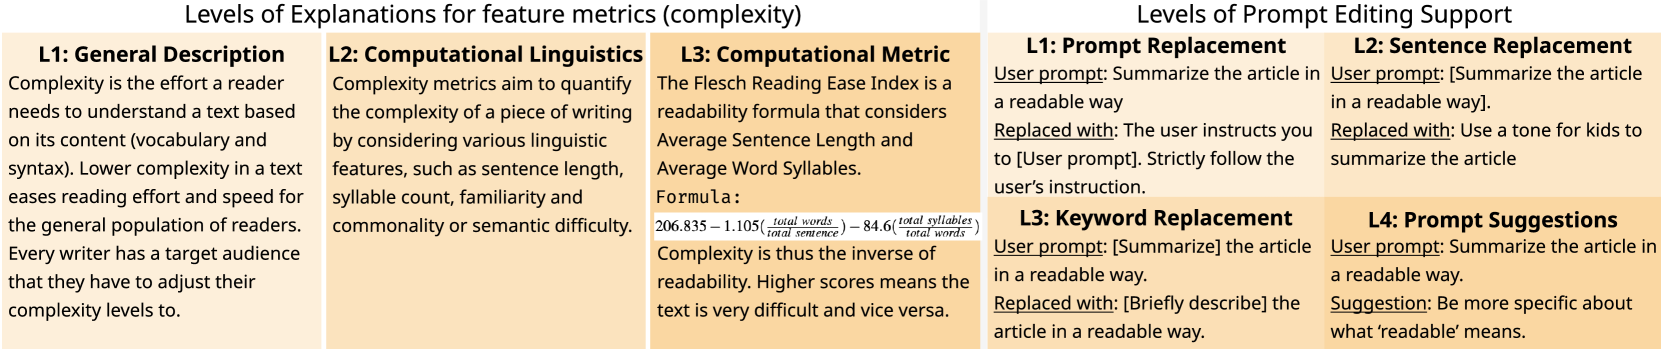 Levels of Explanations for feature metrics (complexity)
L1: General Description
Complexity is the effort a reader
needs to understand a text based
on its content (vocabulary and
syntax). Lower complexity in a text
eases reading effort and speed for
the general population of readers.
Every writer has a target audience
that they have to adjust their
complexity levels to.
L2: Computational Linguistics
Complexity metrics aim to quantify
the complexity of a piece of writing
by considering various linguistic
features, such as sentence length,
syllable count, familiarity and
commonality or semantic difficulty.
L3: Computational Metric
The Flesch Reading Ease Index is a
readability formula that considers
Average Sentence Length and
Average Word Syllables.
Formula:
206.835 − 1.105(total words / total sentence) − 84.6(total syllables / total words)
Complexity is thus the inverse of
readability. Higher scores means the
text is very difficult and vice versa.
Levels of Prompt Editing Support
L1: Prompt Replacement
User prompt: Summarize the article in
a readable way
Replaced with: The user instructs you
to [User prompt]. Strictly follow the
user's instruction.
L2: Sentence Replacement
User prompt: [Summarize the article
in a readable way].
Replaced with: Use a tone for kids to
summarize the article
L3: Keyword Replacement
User prompt: [Summarize] the article
in a readable way.
Replaced with: [Briefly describe] the
article in a readable way.
L4: Prompt Suggestions
User prompt: Summarize the article in
a readable way.
Suggestion: Be more specific about
what 'readable' means.